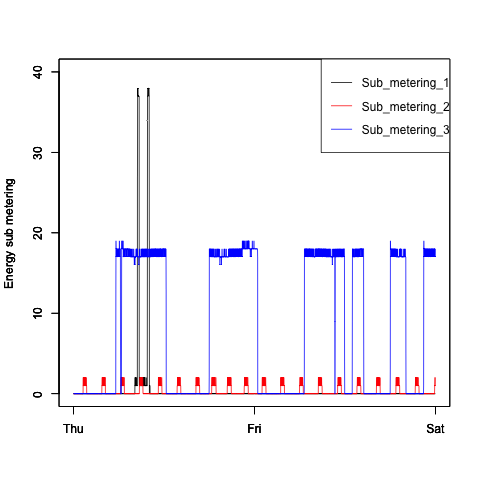 Sub_metering_1
Sub_metering_2
Sub_metering_3
Energy sub metering
40
30
20
10
0
Thu Fri Sat